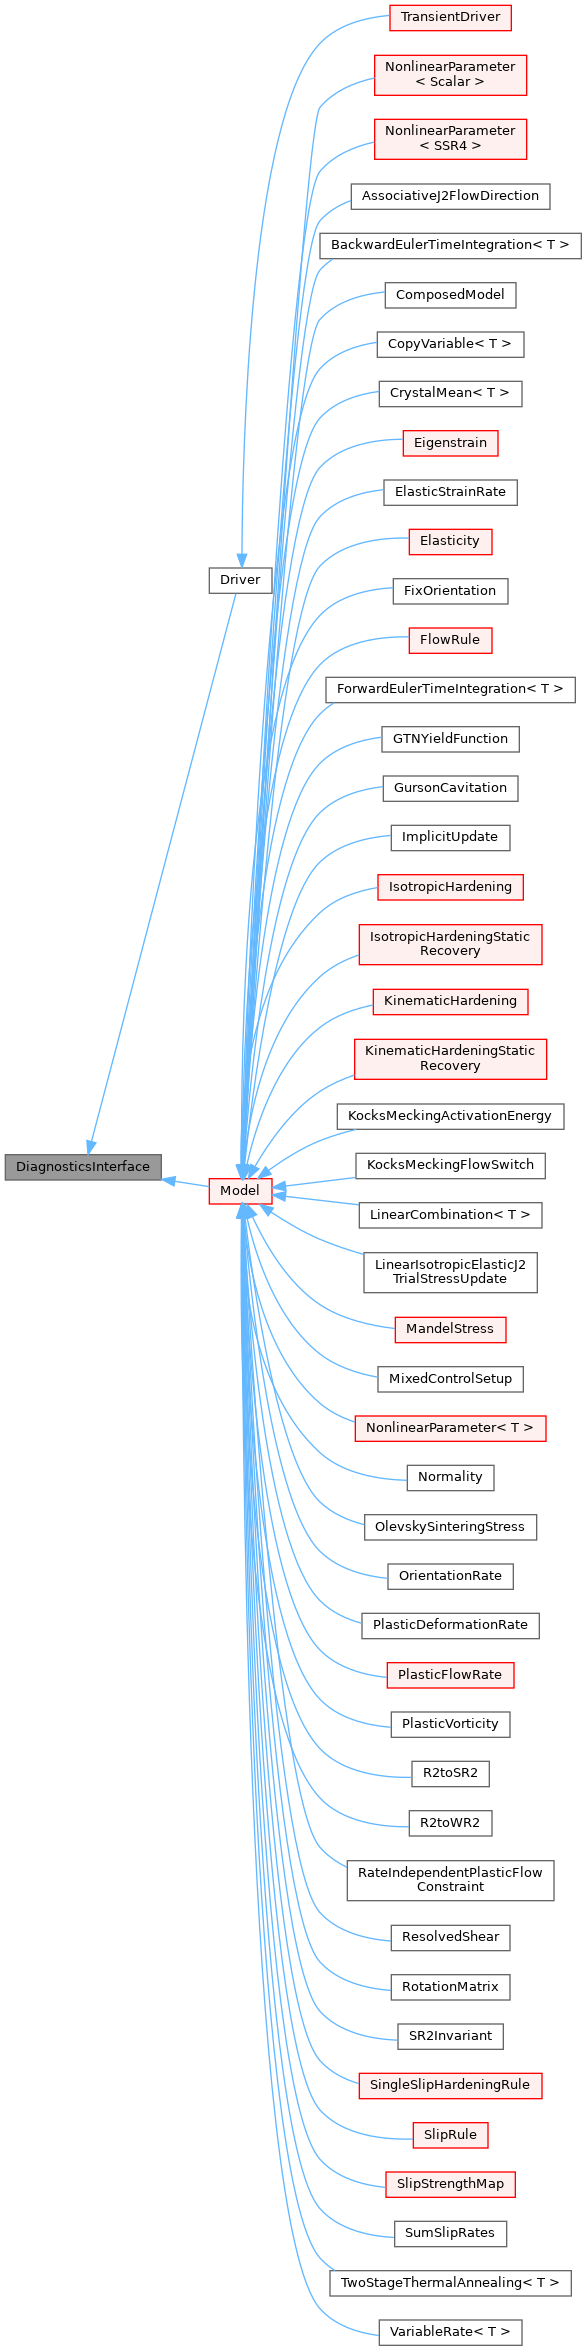 TransientDriver
NonlinearParameter
< Scalar >
NonlinearParameter
< SSR4 >
AssociativeJ2FlowDirection
BackwardEulerTimeIntegration< T >
ComposedModel
CopyVariable< T >
CrystalMean< T >
Eigenstrain
ElasticStrainRate
Elasticity
Driver
FixOrientation
FlowRule
ForwardEulerTimeIntegration< T >
GTNYieldFunction
GursonCavitation
ImplicitUpdate
IsotropicHardening
IsotropicHardeningStatic
Recovery
KinematicHardening
KinematicHardeningStatic
Recovery
KocksMeckingActivationEnergy
DiagnosticsInterface
KocksMeckingFlowSwitch
Model
LinearCombination< T >
LinearIsotropicElasticJ2
TrialStressUpdate
MandelStress
MixedControlSetup
NonlinearParameter< T >
Normality
OlevskySinteringStress
OrientationRate
PlasticDeformationRate
PlasticFlowRate
PlasticVorticity
R2toSR2
R2toWR2
RateIndependentPlasticFlow
Constraint
ResolvedShear
RotationMatrix
SR2Invariant
SingleSlipHardeningRule
SlipRule
SlipStrengthMap
SumSlipRates
TwoStageThermalAnnealing< T >
VariableRate< T >